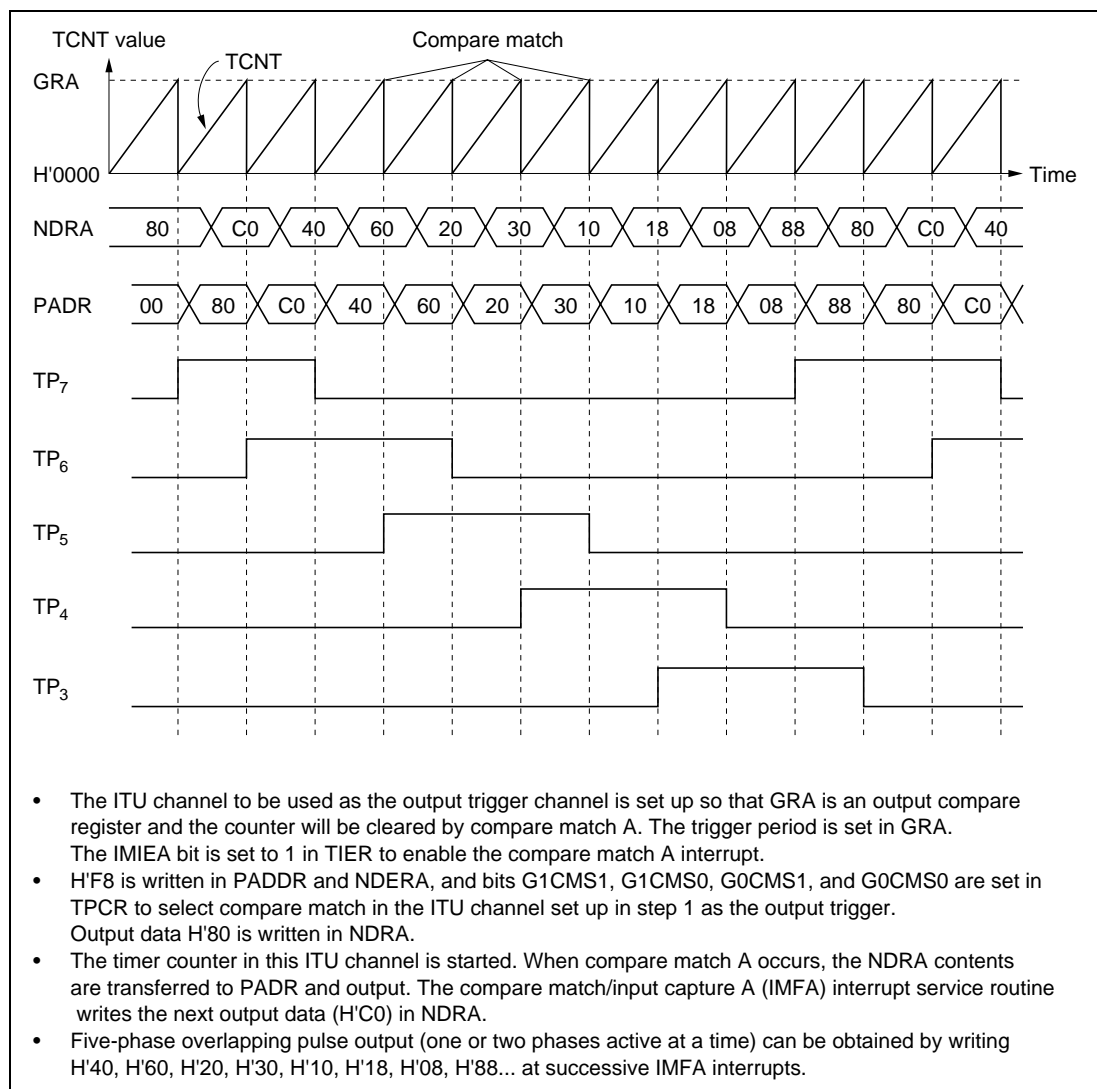 TCNT value Compare match
TCNT
GRA
H'0000 Time
NDRA 80 C0 40 60 20 30 10 18 08 88 80 C0 40
PADR 00 80 C0 40 60 20 30 10 18 08 88 80 C0
TP7
TP6
TP5
TP4
TP3
• The ITU channel to be used as the output trigger channel is set up so that GRA is an output compare
register and the counter will be cleared by compare match A. The trigger period is set in GRA.
The IMIEA bit is set to 1 in TIER to enable the compare match A interrupt.
• H'F8 is written in PADDR and NDERA, and bits G1CMS1, G1CMS0, G0CMS1, and G0CMS0 are set in
TPCR to select compare match in the ITU channel set up in step 1 as the output trigger.
Output data H'80 is written in NDRA.
• The timer counter in this ITU channel is started. When compare match A occurs, the NDRA contents
are transferred to PADR and output. The compare match/input capture A (IMFA) interrupt service routine
writes the next output data (H'C0) in NDRA.
• Five-phase overlapping pulse output (one or two phases active at a time) can be obtained by writing
H'40, H'60, H'20, H'30, H'10, H'18, H'08, H'88... at successive IMFA interrupts.